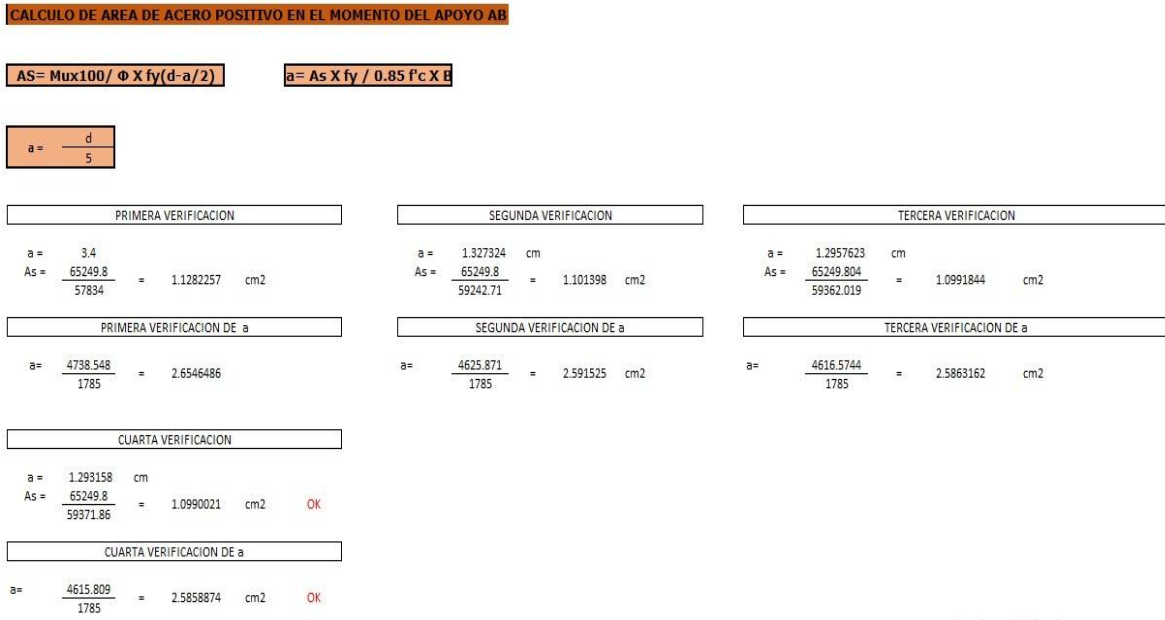 CALCULO DE AREA DE ACERO POSITIVO EN EL MOMENTO DEL APOYO AB
AS= Mux100/ Φ X fy(d-a/2)
a= As X fy / 0.85 f'c X B
a = d
5
PRIMERA VERIFICACION
a = 3.4
As = 65249.8 = 1.1282257 cm2
57834
PRIMERA VERIFICACION DE a
a= 4738.548 = 2.6546486
1785
SEGUNDA VERIFICACION
a = 1.327324 cm
As = 65249.8 = 1.101398 cm2
59242.71
SEGUNDA VERIFICACION DE a
a= 4625.871 = 2.591525 cm2
1785
TERCERA VERIFICACION
a = 1.2957623 cm
As = 65249.804 = 1.0991844 cm2
59362.019
TERCERA VERIFICACION DE a
a= 4616.5744 = 2.5863162 cm2
1785
CUARTA VERIFICACION
a = 1.293158 cm
As = 65249.8 = 1.0990021 cm2 OK
59371.86
CUARTA VERIFICACION DE a
a= 4615.809 = 2.5858874 cm2 OK
1785